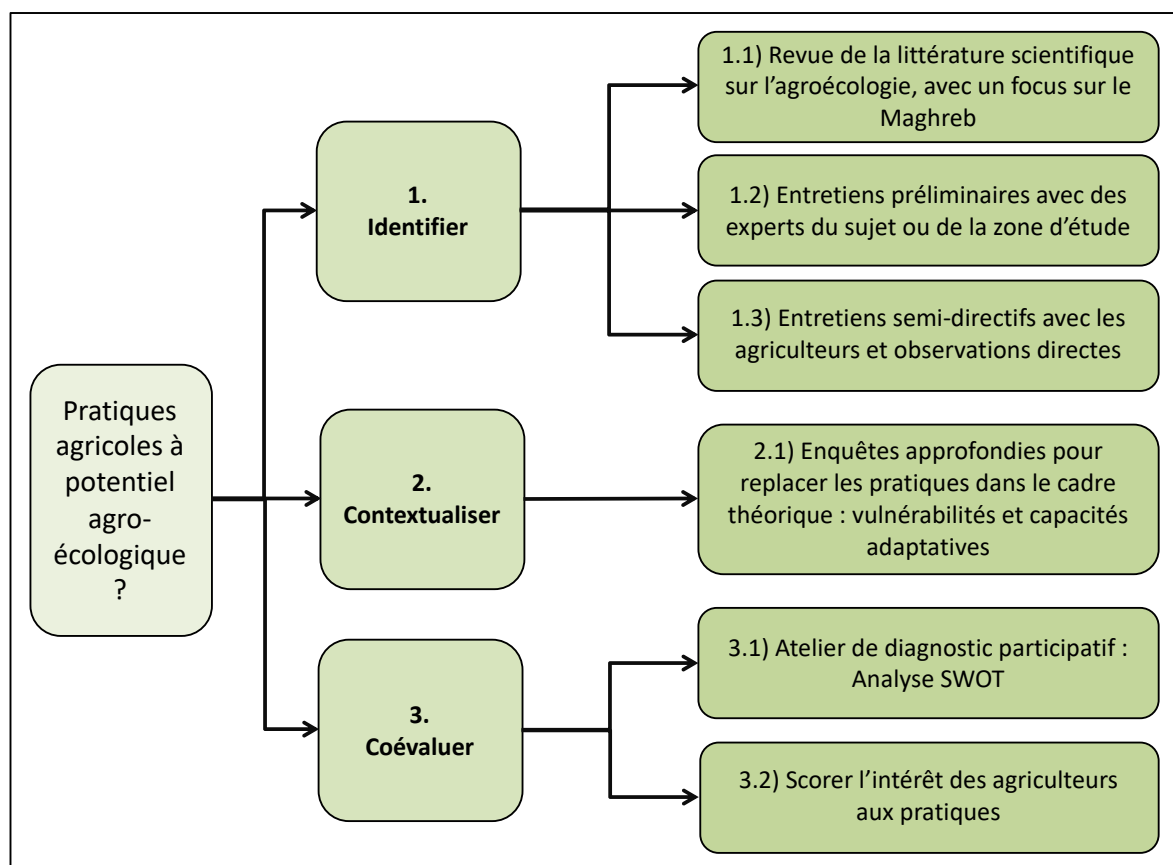 Pratiques
agricoles à
potentiel
agro-
écologique
?
1.
Identifier
2.
Contextualiser
3.
Coévaluer
1.1) Revue de la littérature scientifique
sur l’agroécologie, avec un focus sur le
Maghreb
1.2) Entretiens préliminaires avec des
experts du sujet ou de la zone d’étude
1.3) Entretiens semi-directifs avec les
agriculteurs et observations directes
2.1) Enquêtes approfondies pour
replacer les pratiques dans le cadre
théorique : vulnérabilités et capacités
adaptatives
3.1) Atelier de diagnostic participatif :
Analyse SWOT
3.2) Scorer l’intérêt des agriculteurs
aux pratiques